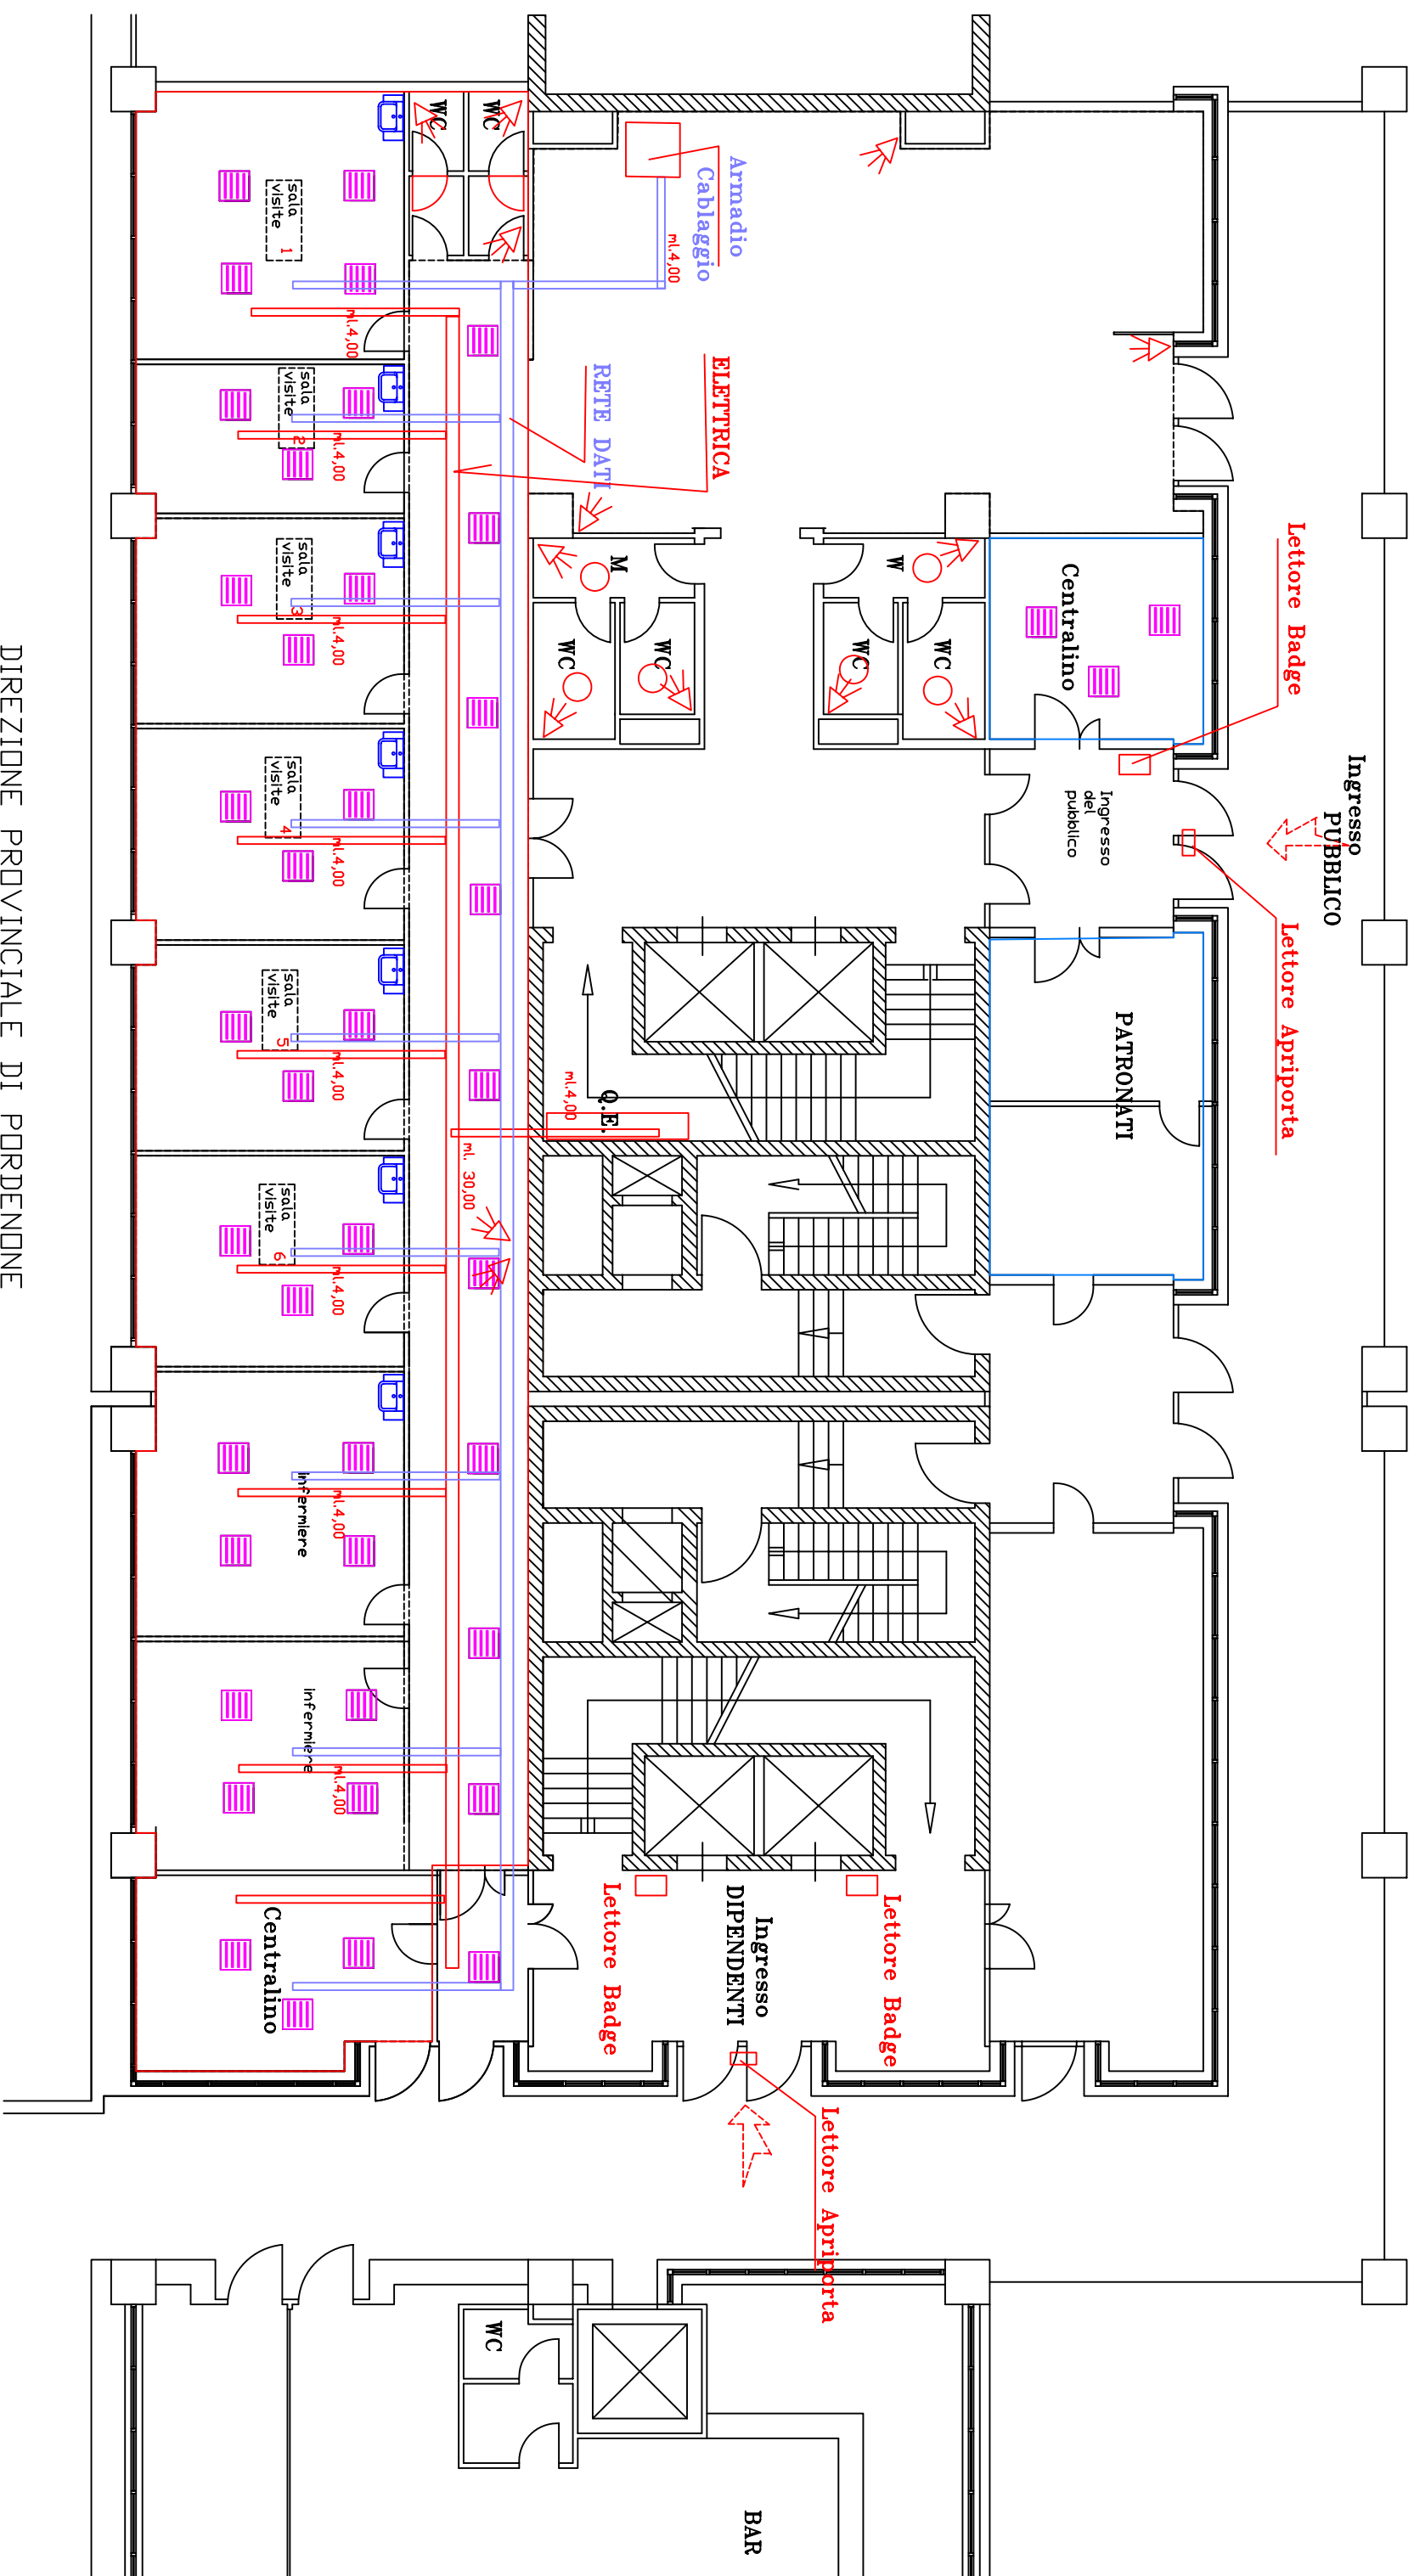 Ingresso
PUBBLICO
Lettore Badge
Lettore Apriporta
Centralino
Ingresso
del
pubblico
PATRONATI
Armadio
Cablaggio
ml.4,00
ELETTRICA
RETE DATI
W
WC
WC
M
WC
WC
Q.E.
ml.4,00
Lettore Badge
Ingresso
DIPENDENTI
Lettore Badge
Lettore Apriporta
BAR
WC
WC
WC
ml. 30,00
sala
visite
1
ml.4,00
sala
visite
2
ml.4,00
sala
visite
3
ml.4,00
sala
visite
4
ml.4,00
sala
visite
5
ml.4,00
sala
visite
6
ml.4,00
infermiere
ml.4,00
infermiere
ml.4,00
Centralino
DIREZIONE PROVINCIALE DI PORDENONE